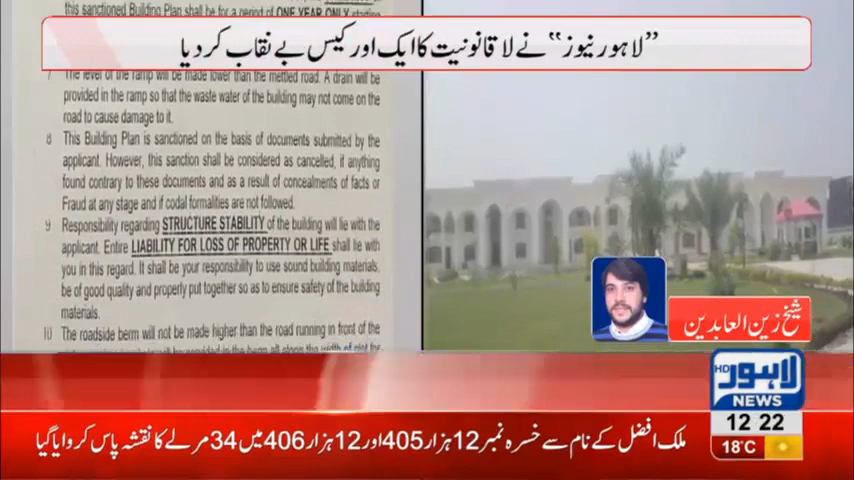 this sanctioned Building Plan shall be for a period of ONE YEAR ONLY
”لاہور نیوز“ نے لاقانونیت کا ایک اور کیس بے نقاب کر دیا
7 The level of the ramp will be made lower than the mettled road. A drain will be
provided in the ramp so that the waste water of the building may not come on the
road to cause damage to it.
8 This Building Plan is sanctioned on the basis of documents submitted by the
applicant. However, this sanction shall be considered as cancelled, if anything
found contrary to these documents and as a result of concealments of facts or
Fraud at any stage and if codal formalities are not followed.
9 Responsibility regarding STRUCTURE STABILITY of the building will lie with the
applicant. Entire LIABILITY FOR LOSS OF PROPERTY OR LIFE shall lie with
you in this regard. It shall be your responsibility to use sound building materials,
be of good quality and properly put together so as to ensure safety of the building
materials.
10 The roadside berm will not be made higher than the road running in front of the
شیخ زین العابدین
HD لاہور
NEWS
12 22
18°C
ملک افضل کے نام سے خسرہ نمبر 12 ہزار 405 اور 12 ہزار 406 میں 34 مرلے کا نقشہ پاس کروایا گیا